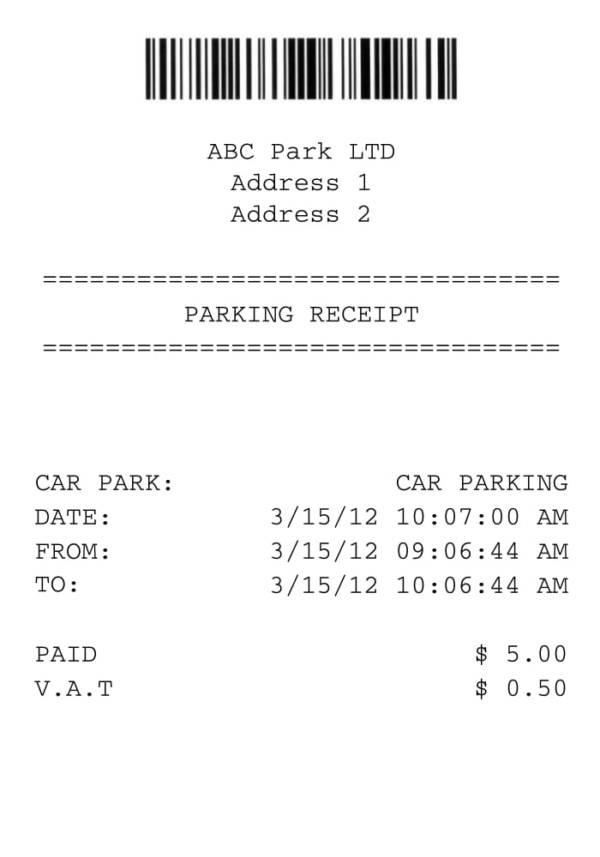 ABC Park LTD
Address 1
Address 2
=================================
PARKING RECEIPT
=================================
CAR PARK: CAR PARKING
DATE: 3/15/12 10:07:00 AM
FROM: 3/15/12 09:06:44 AM
TO: 3/15/12 10:06:44 AM
PAID $ 5.00
V.A.T $ 0.50